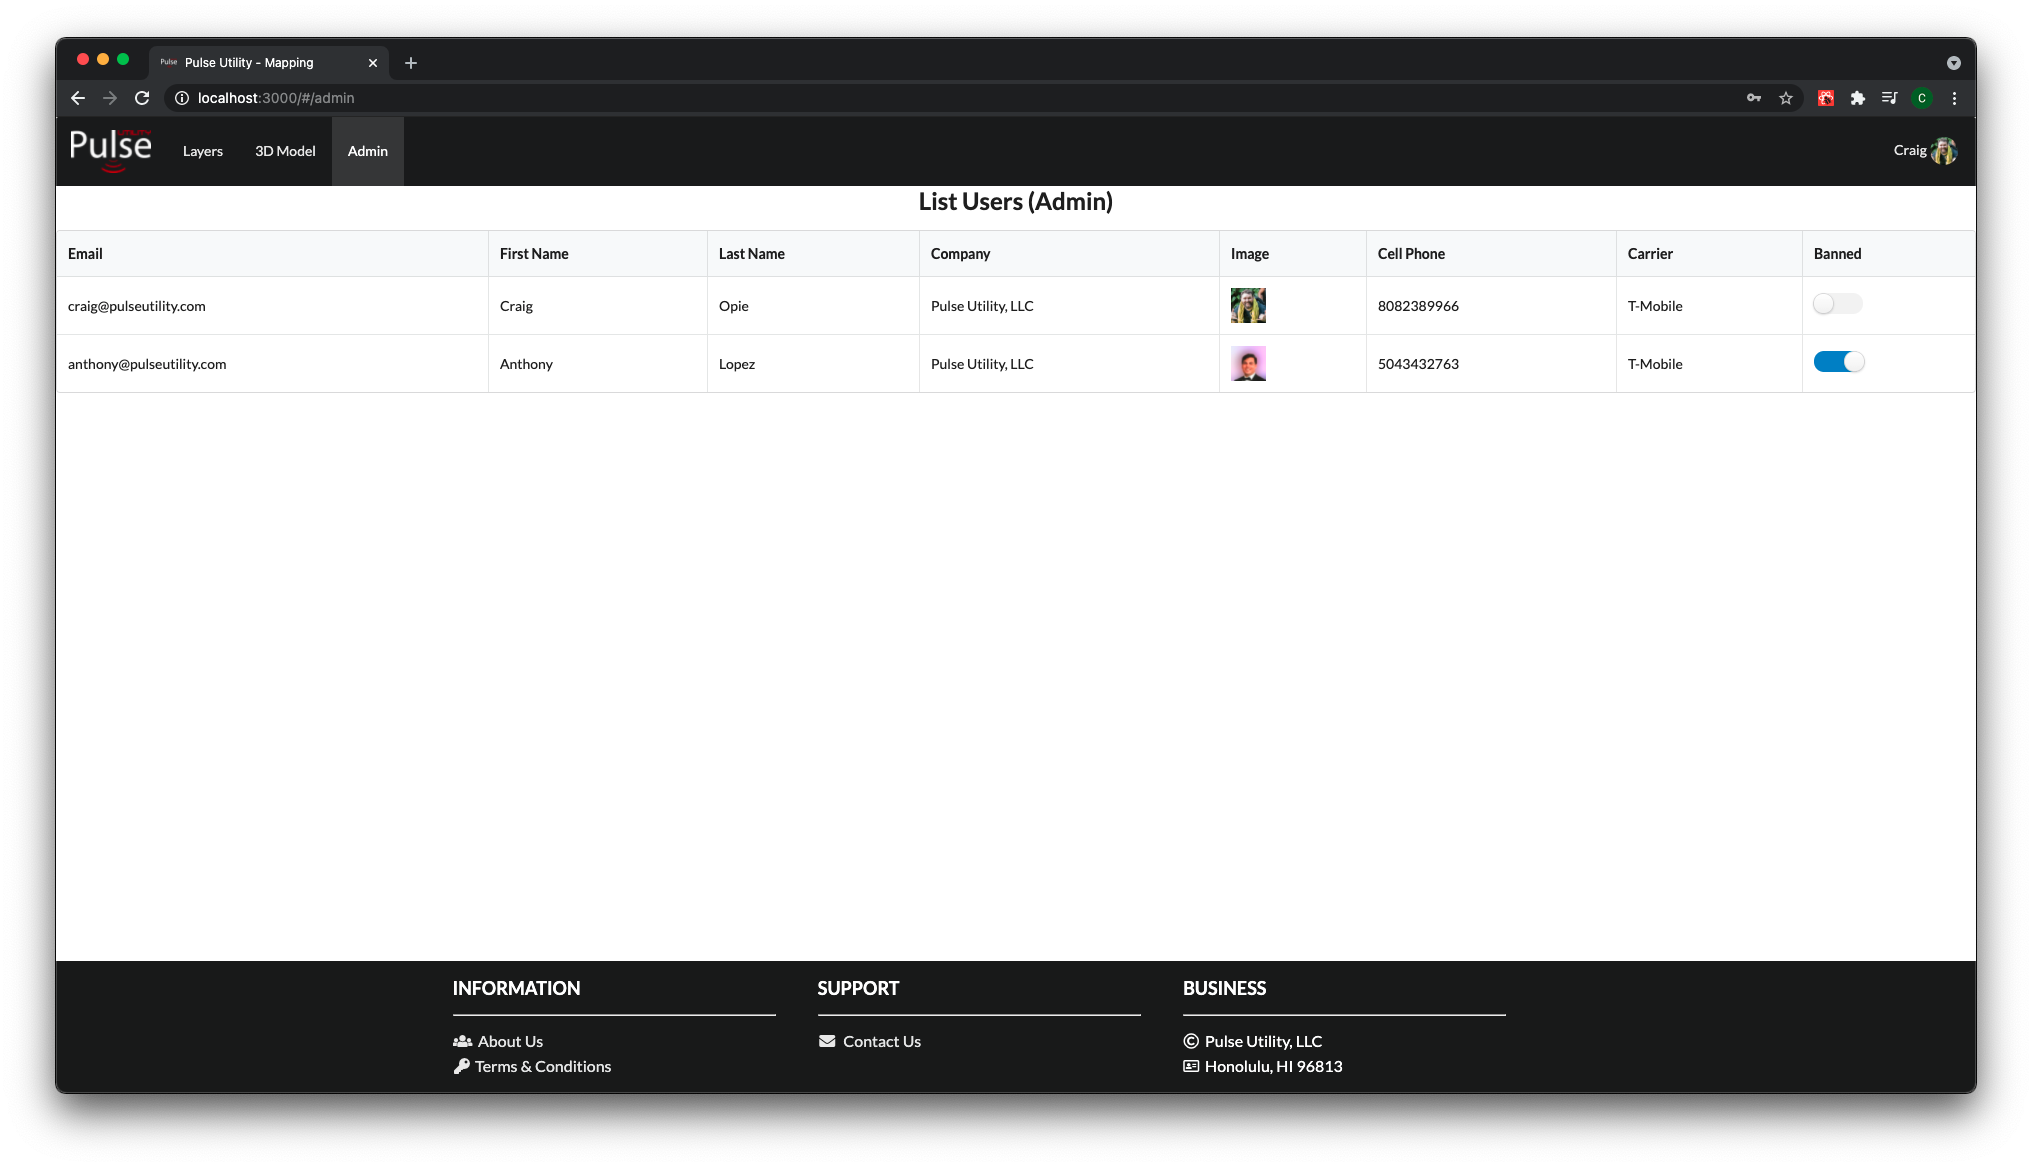 Pulse Pulse Utility - Mapping
localhost:3000/#/admin
C
Pulse UTILITY
Layers 3D Model Admin
Craig
List Users (Admin)
Email First Name Last Name Company Image Cell Phone Carrier Banned
craig@pulseutility.com Craig Opie Pulse Utility, LLC 8082389966 T-Mobile
anthony@pulseutility.com Anthony Lopez Pulse Utility, LLC 5043432763 T-Mobile
INFORMATION SUPPORT BUSINESS
About Us Contact Us Pulse Utility, LLC
Terms & Conditions Honolulu, HI 96813